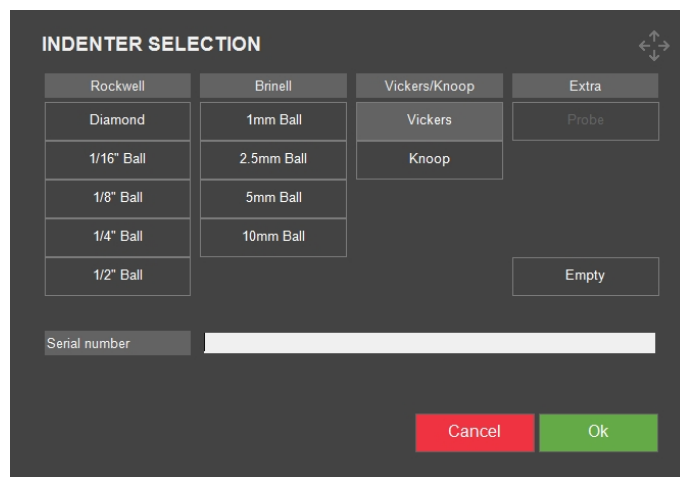 INDENTER SELECTION
Rockwell Brinell Vickers/Knoop Extra
Diamond 1mm Ball Vickers Probe
1/16" Ball 2.5mm Ball Knoop
1/8" Ball 5mm Ball
1/4" Ball 10mm Ball
1/2" Ball Empty
Serial number
Cancel Ok